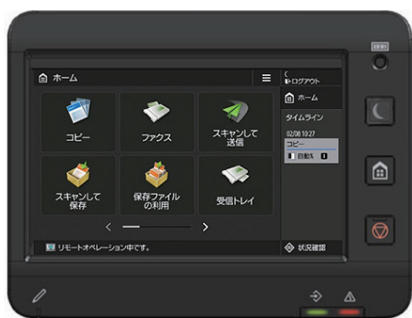 ホーム
ログアウト
ホーム
タイムライン
02/08 10:27
コピー
自動% 1
コピー
ファクス
スキャンして
送信
スキャンして
保存
保存ファイル
の利用
受信トレイ
リモートオペレーション中です。
状況確認